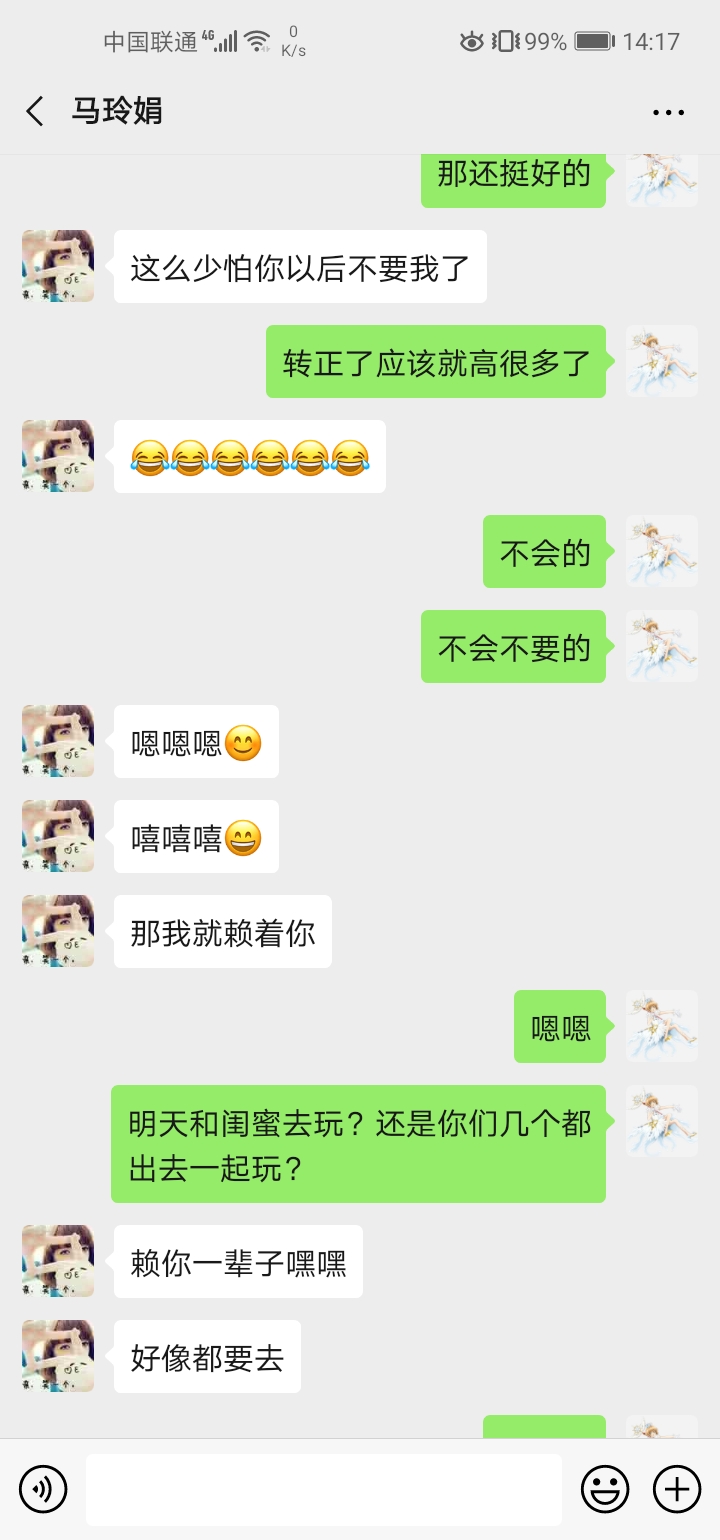 中国联通 4G 0 K/s 99% 14:17
马玲娟
那还挺好的
这么少怕你以后不要我了
转正了应该就高很多了
😂😂😂😂😂😂
不会的
不会不要的
嗯嗯嗯😊
嘻嘻嘻😄
那我就赖着你
嗯嗯
明天和闺蜜去玩？还是你们几个都
出去一起玩？
赖你一辈子嘿嘿
好像都要去